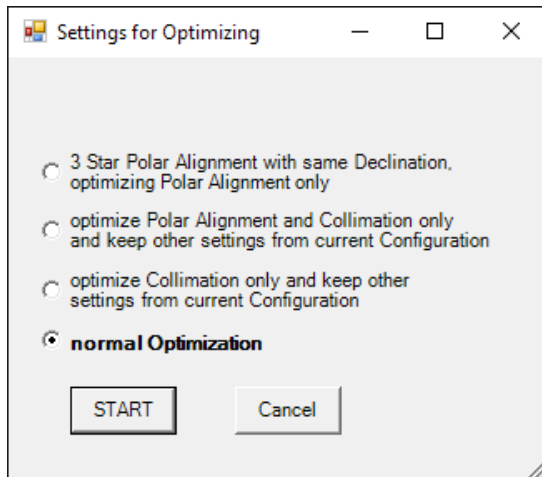 Settings for Optimizing
3 Star Polar Alignment with same Declination,
optimizing Polar Alignment only
optimize Polar Alignment and Collimation only
and keep other settings from current Configuration
optimize Collimation only and keep other
settings from current Configuration
normal Optimization
START Cancel